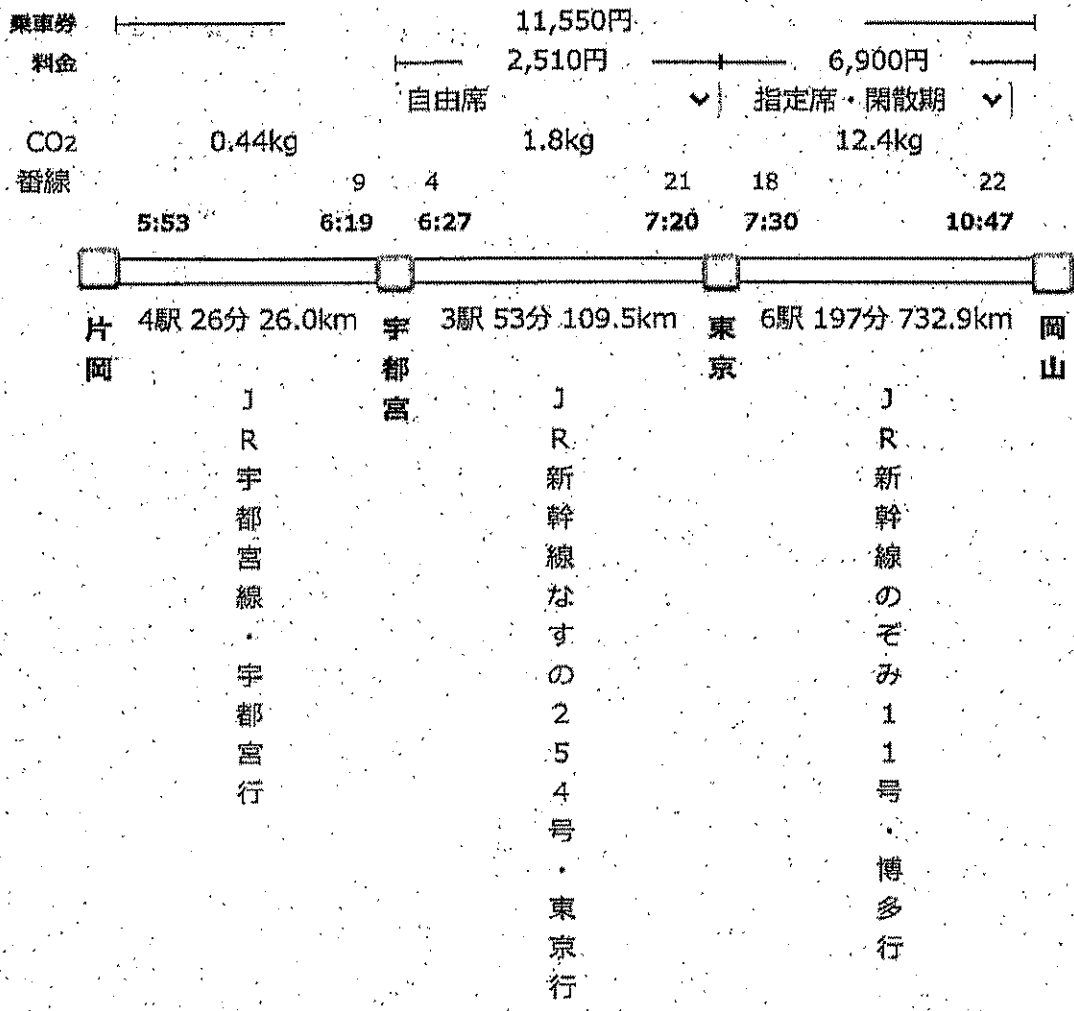 乗車券 11,550円
料金 2,510円 6,900円
自由席 指定席・閑散期
CO2 0.44kg 1.8kg 12.4kg
番線 9 4 21 18 22
5:53 6:19 6:27 7:20 7:30 10:47
4駅 26分 26.0km 3駅 53分 109.5km 6駅 197分 732.9km
片岡
宇都宮
東京
岡山
JR宇都宮線・宇都宮行
JR新幹線なすの254号・東京行
JR新幹線のぞみ11号・博多行